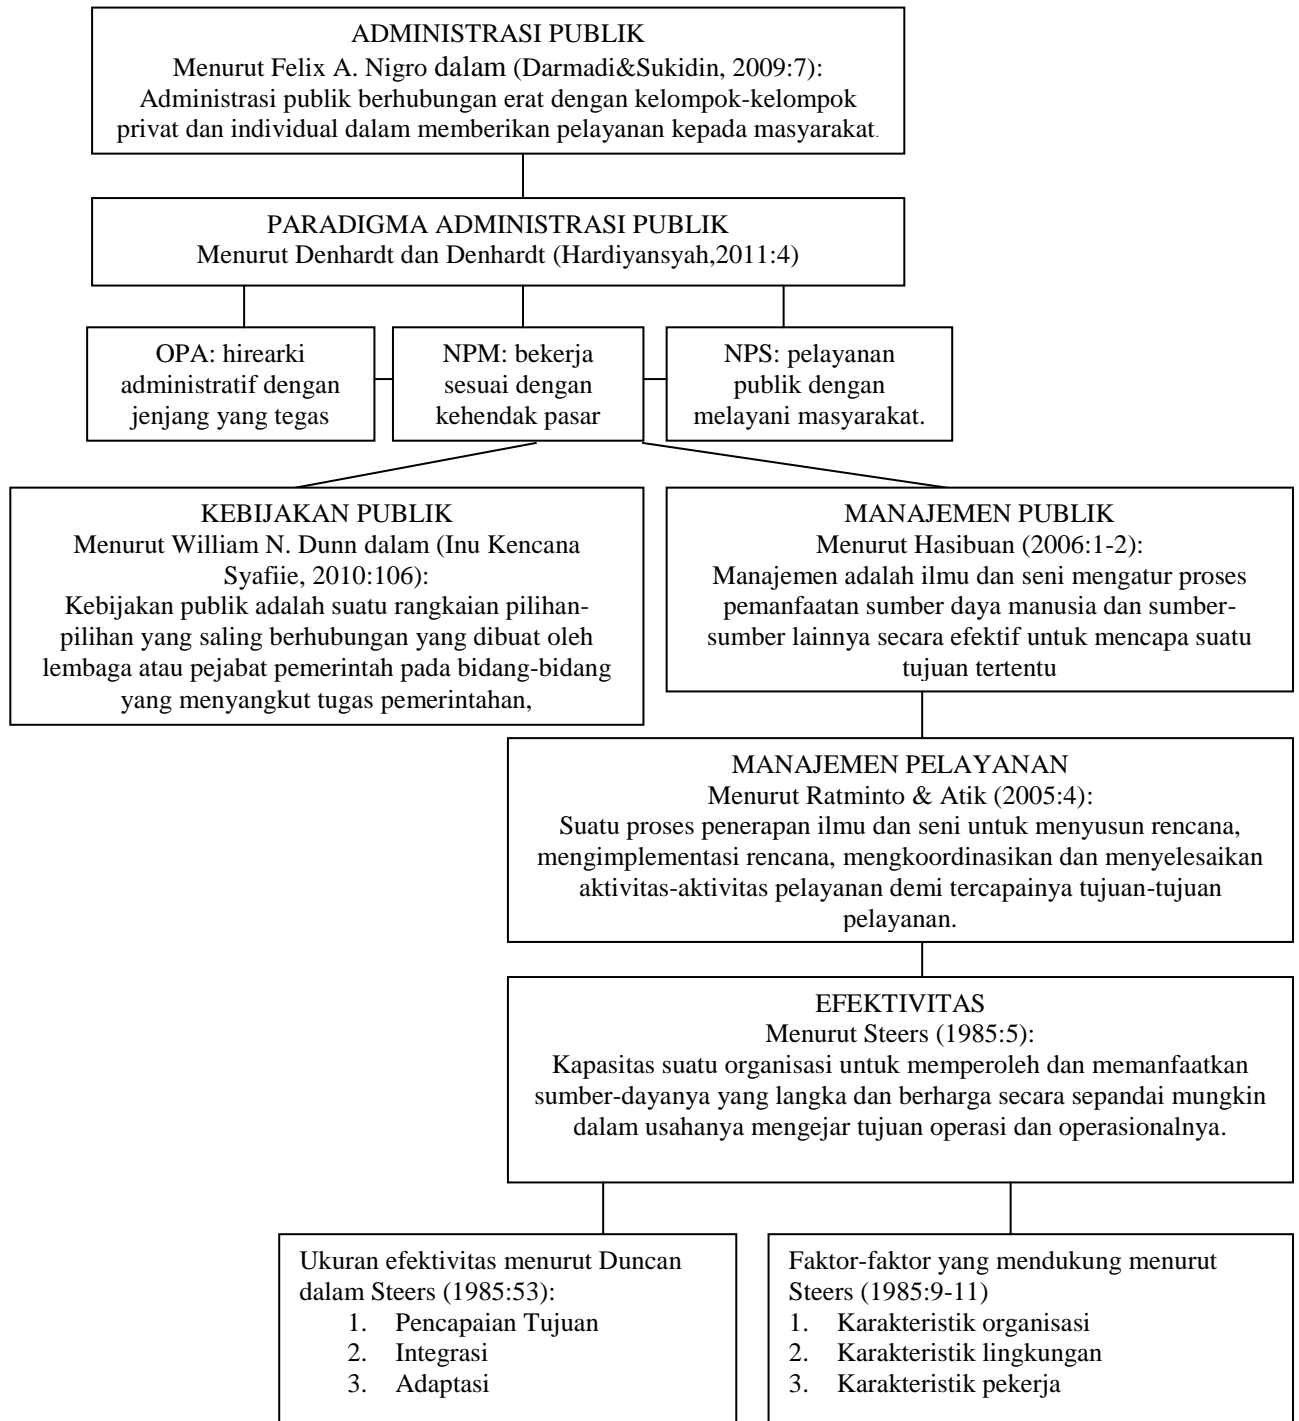 ADMINISTRASI PUBLIK
Menurut Felix A. Nigro dalam (Darmadi&Sukidin, 2009:7):
Administrasi publik berhubungan erat dengan kelompok-kelompok
privat dan individual dalam memberikan pelayanan kepada masyarakat.
PARADIGMA ADMINISTRASI PUBLIK
Menurut Denhardt dan Denhardt (Hardiyansyah,2011:4)
OPA: hirearki
administratif dengan
jenjang yang tegas
NPM: bekerja
sesuai dengan
kehendak pasar
NPS: pelayanan
publik dengan
melayani masyarakat.
KEBIJAKAN PUBLIK
Menurut William N. Dunn dalam (Inu Kencana
Syafiie, 2010:106):
Kebijakan publik adalah suatu rangkaian pilihan-
pilihan yang saling berhubungan yang dibuat oleh
lembaga atau pejabat pemerintah pada bidang-bidang
yang menyangkut tugas pemerintahan,
MANAJEMEN PUBLIK
Menurut Hasibuan (2006:1-2):
Manajemen adalah ilmu dan seni mengatur proses
pemanfaatan sumber daya manusia dan sumber-
sumber lainnya secara efektif untuk mencapa suatu
tujuan tertentu
MANAJEMEN PELAYANAN
Menurut Ratminto & Atik (2005:4):
Suatu proses penerapan ilmu dan seni untuk menyusun rencana,
mengimplementasi rencana, mengkoordinasikan dan menyelesaikan
aktivitas-aktivitas pelayanan demi tercapainya tujuan-tujuan
pelayanan.
EFEKTIVITAS
Menurut Steers (1985:5):
Kapasitas suatu organisasi untuk memperoleh dan memanfaatkan
sumber-dayanya yang langka dan berharga secara sepandai mungkin
dalam usahanya mengejar tujuan operasi dan operasionalnya.
Ukuran efektivitas menurut Duncan
dalam Steers (1985:53):
1. Pencapaian Tujuan
2. Integrasi
3. Adaptasi
Faktor-faktor yang mendukung menurut
Steers (1985:9-11)
1. Karakteristik organisasi
2. Karakteristik lingkungan
3. Karakteristik pekerja